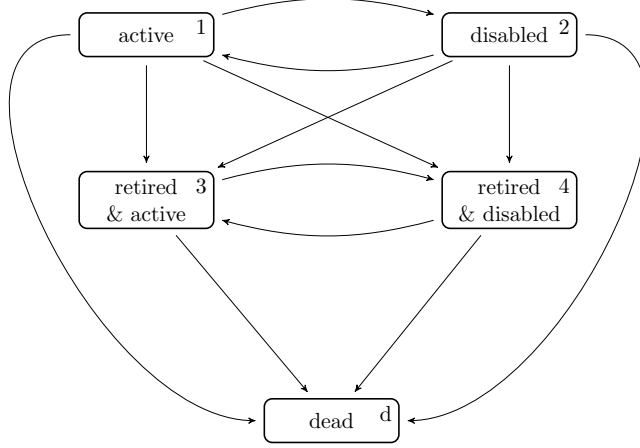 active 1
disabled 2
retired 3
& active
retired 4
& disabled
dead d